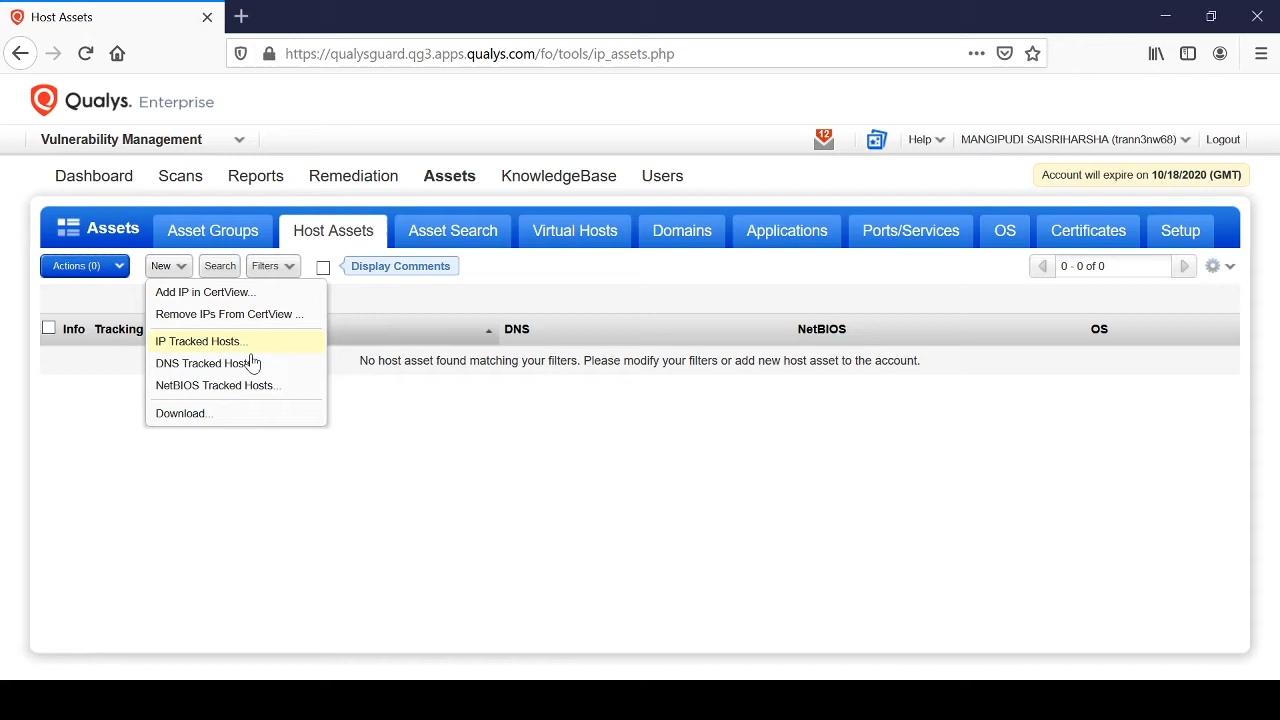 Host Assets
https://qualysguard.qg3.apps.qualys.com/fo/tools/ip_assets.php
Qualys. Enterprise
Vulnerability Management
12
Help
MANGIPUDI SAISRIHARSHA (trann3nw68)
Logout
Dashboard Scans Reports Remediation Assets KnowledgeBase Users
Account will expire on 10/18/2020 (GMT)
Assets Asset Groups Host Assets Asset Search Virtual Hosts Domains Applications Ports/Services OS Certificates Setup
Actions (0) New Search Filters Display Comments 0 - 0 of 0
Add IP in CertView...
Remove IPs From CertView ...
Info Tracking DNS NetBIOS OS
IP Tracked Hosts...
No host asset found matching your filters. Please modify your filters or add new host asset to the account.
DNS Tracked Hosts
NetBIOS Tracked Hosts...
Download...